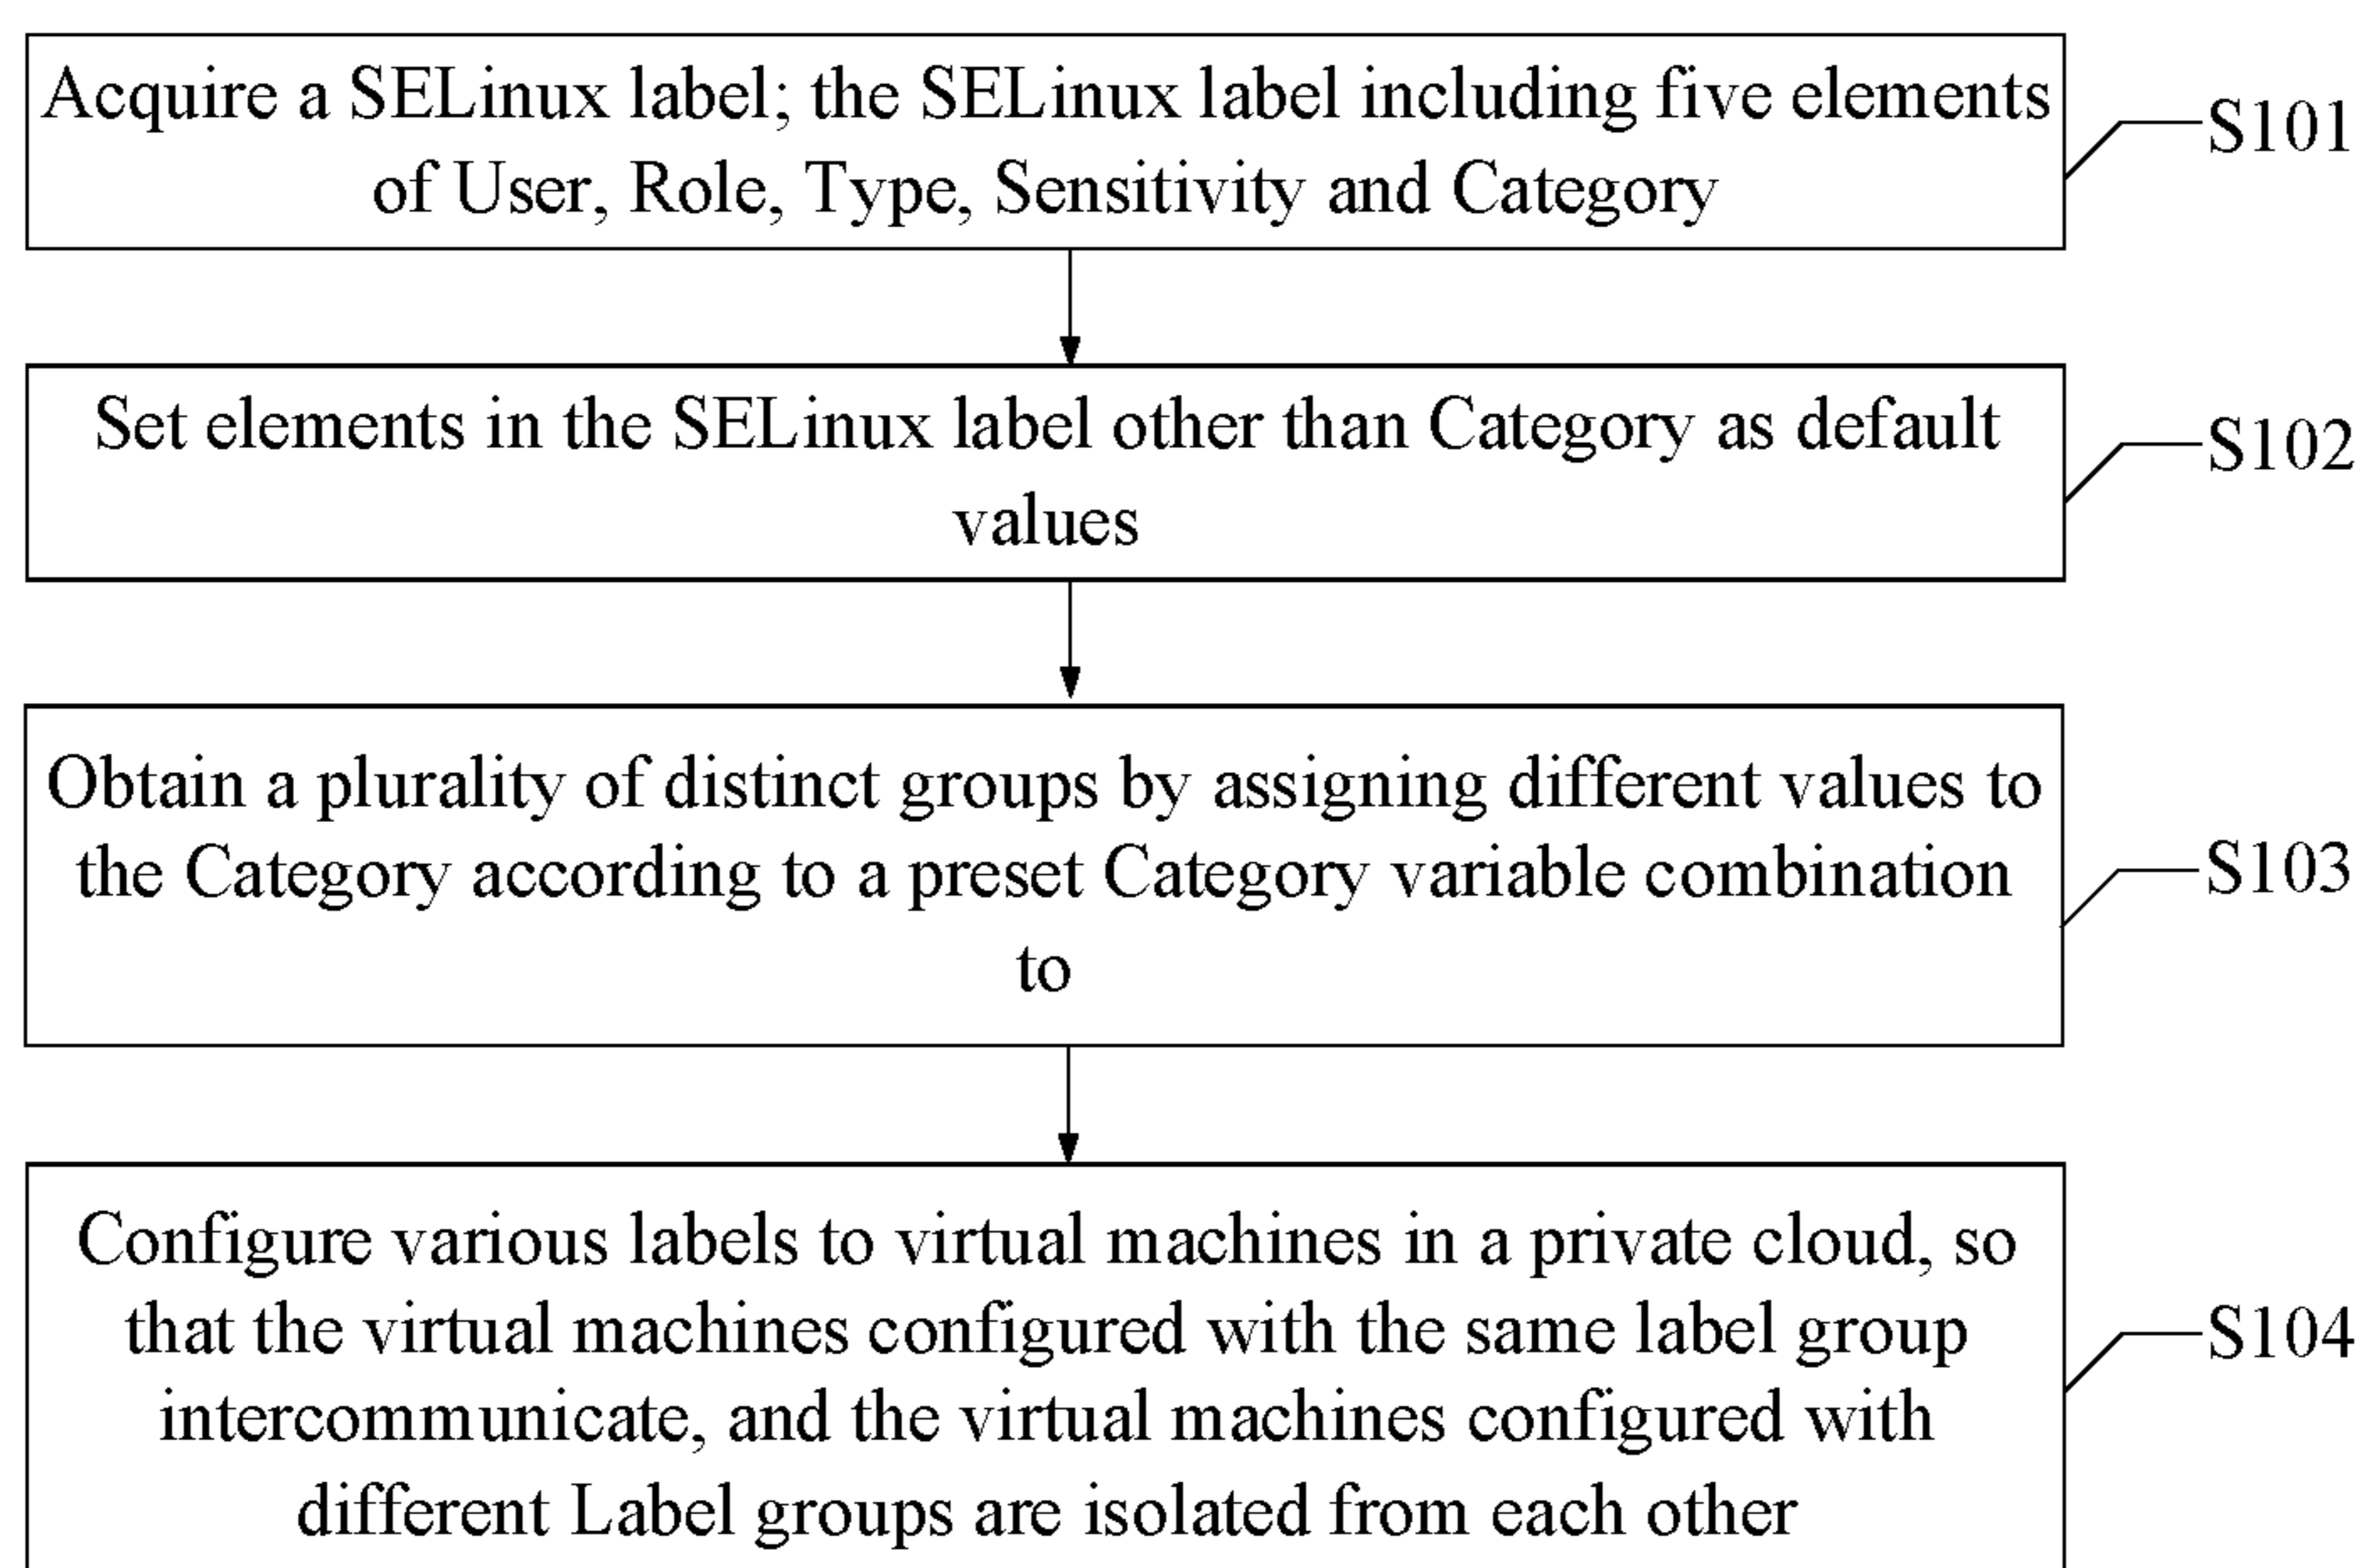 Acquire a SELinux label; the SELinux label including five elements
of User, Role, Type, Sensitivity and Category
S101
Set elements in the SELinux label other than Category as default
values
S102
Obtain a plurality of distinct groups by assigning different values to
the Category according to a preset Category variable combination
to
S103
Configure various labels to virtual machines in a private cloud, so
that the virtual machines configured with the same label group
intercommunicate, and the virtual machines configured with
different Label groups are isolated from each other
S104